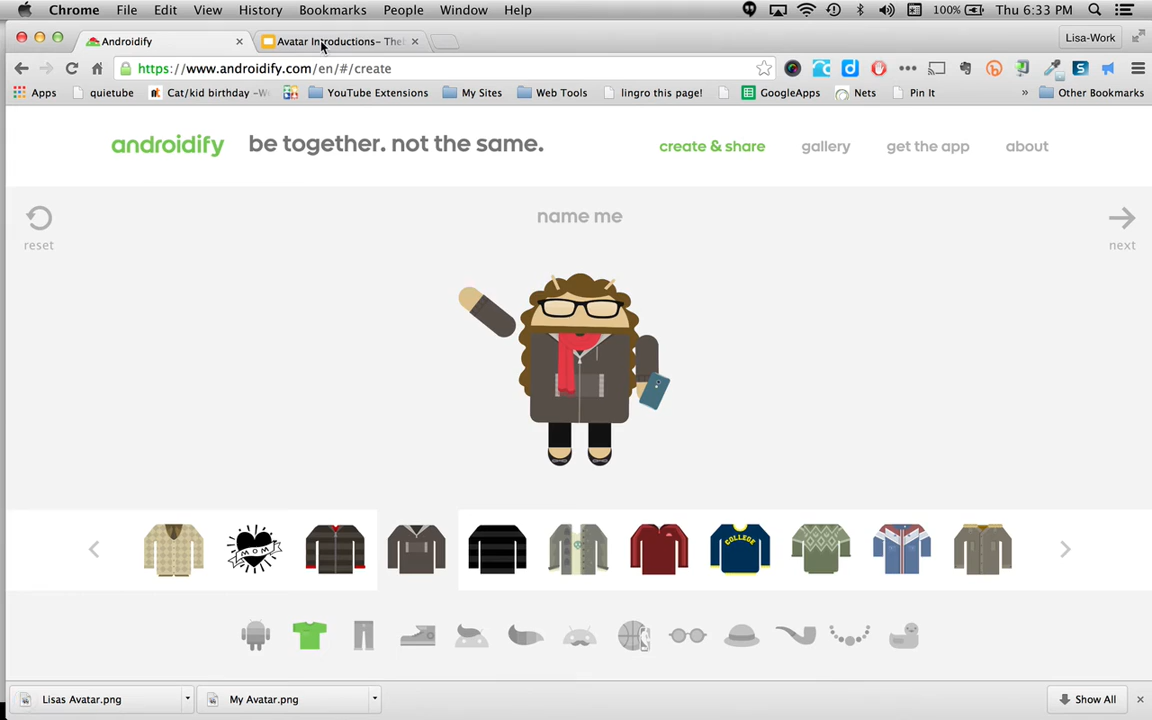 Chrome File Edit View History Bookmarks People Window Help 100% Thu 6:33 PM
Androidify Avatar Introductions- The Lisa-Work
https://www.androidify.com/en/#/create
Apps quietube Cat/kid birthday -W YouTube Extensions My Sites Web Tools lingro this page! GoogleApps Nets Pin It » Other Bookmarks
androidify be together. not the same. create & share gallery get the app about
name me
reset next
MOM COLLEGE
Lisas Avatar.png My Avatar.png Show All